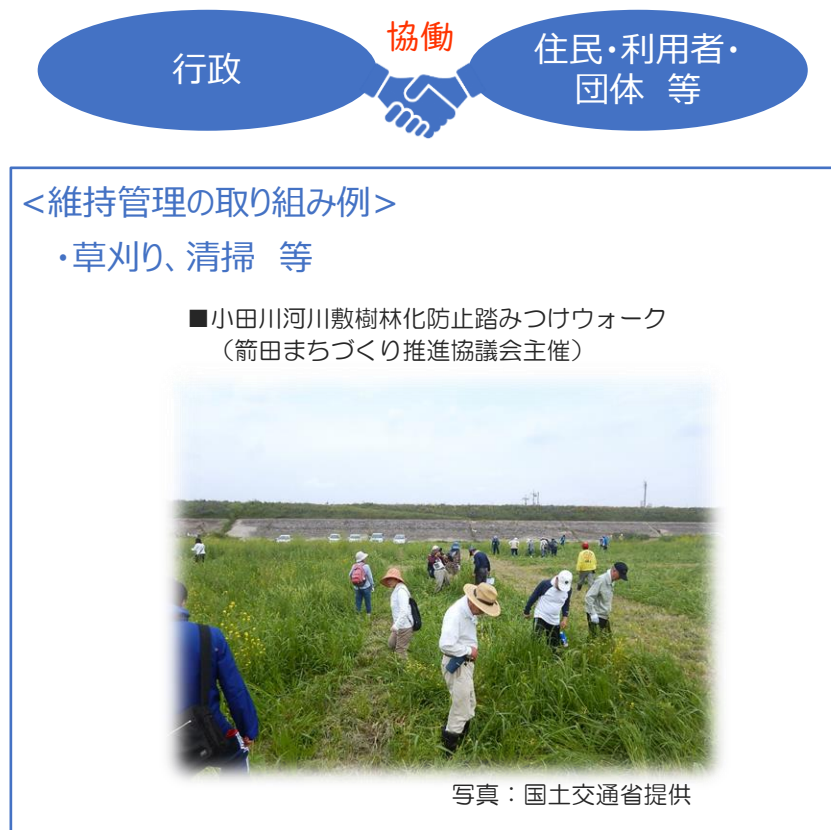 協働
行政
住民・利用者・
団体 等
<維持管理の取り組み例>
・草刈り、清掃 等
■小田川河川敷樹林化防止踏みつけウォーク
（箭田まちづくり推進協議会主催）
写真：国土交通省提供